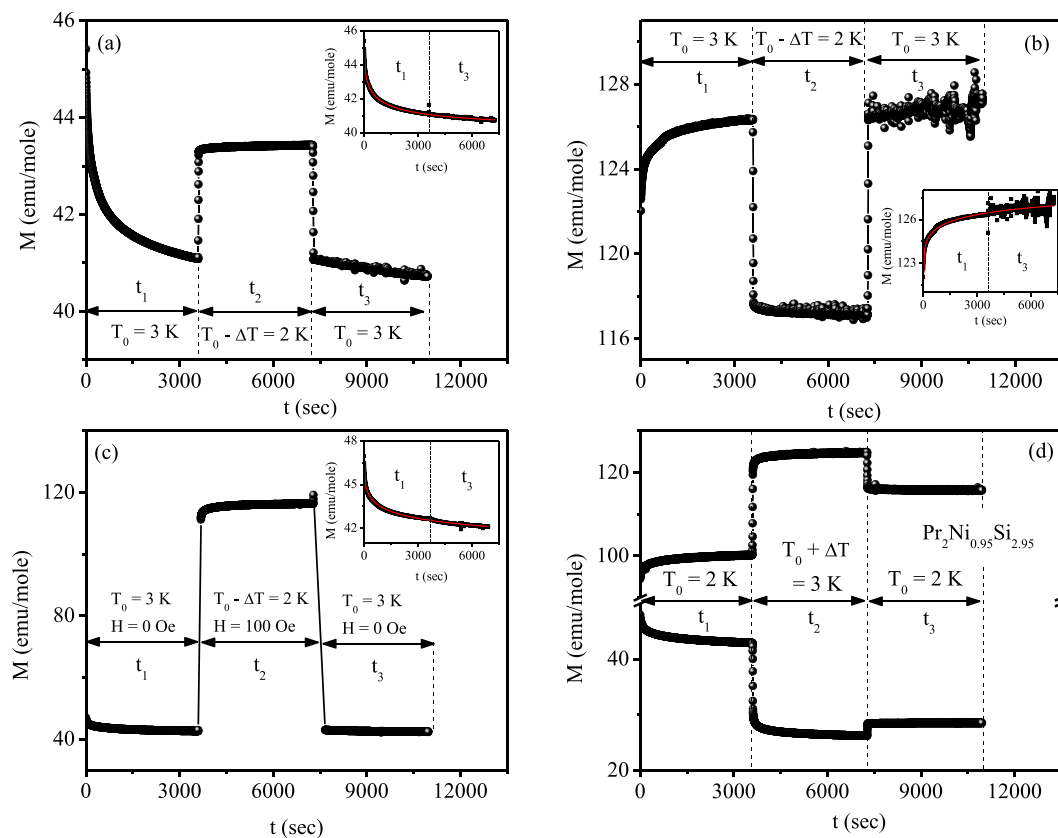 (a)
46
44
42
40
M (emu/mole)
0 3000 6000 9000 12000
t (sec)
t₁ t₂ t₃
T₀ = 3 K T₀ - ΔT = 2 K T₀ = 3 K
46
45
44
43
42
41
40
M (emu/mole)
0 3000 6000
t (sec)
t₁ t₃
(b)
128
124
120
116
M (emu/mole)
0 3000 6000 9000 12000
t (sec)
T₀ = 3 K T₀ - ΔT = 2 K T₀ = 3 K
t₁ t₂ t₃
126
123
121
M (emu/mole)
0 3000 6000
t (sec)
t₁ t₃
(c)
120
80
40
M (emu/mole)
0 3000 6000 9000 12000
t (sec)
T₀ = 3 K T₀ - ΔT = 2 K T₀ = 3 K
H = 0 Oe H = 100 Oe H = 0 Oe
t₁ t₂ t₃
48
45
43
42
M (emu/mole)
0 3000 6000
t (sec)
t₁ t₃
(d)
120
100
40
20
M (emu/mole)
0 3000 6000 9000 12000
t (sec)
Pr₂Ni₀.₉₅Si₂.₉₅
T₀ = 2 K T₀ + ΔT T₀ = 2 K
= 3 K
t₁ t₂ t₃